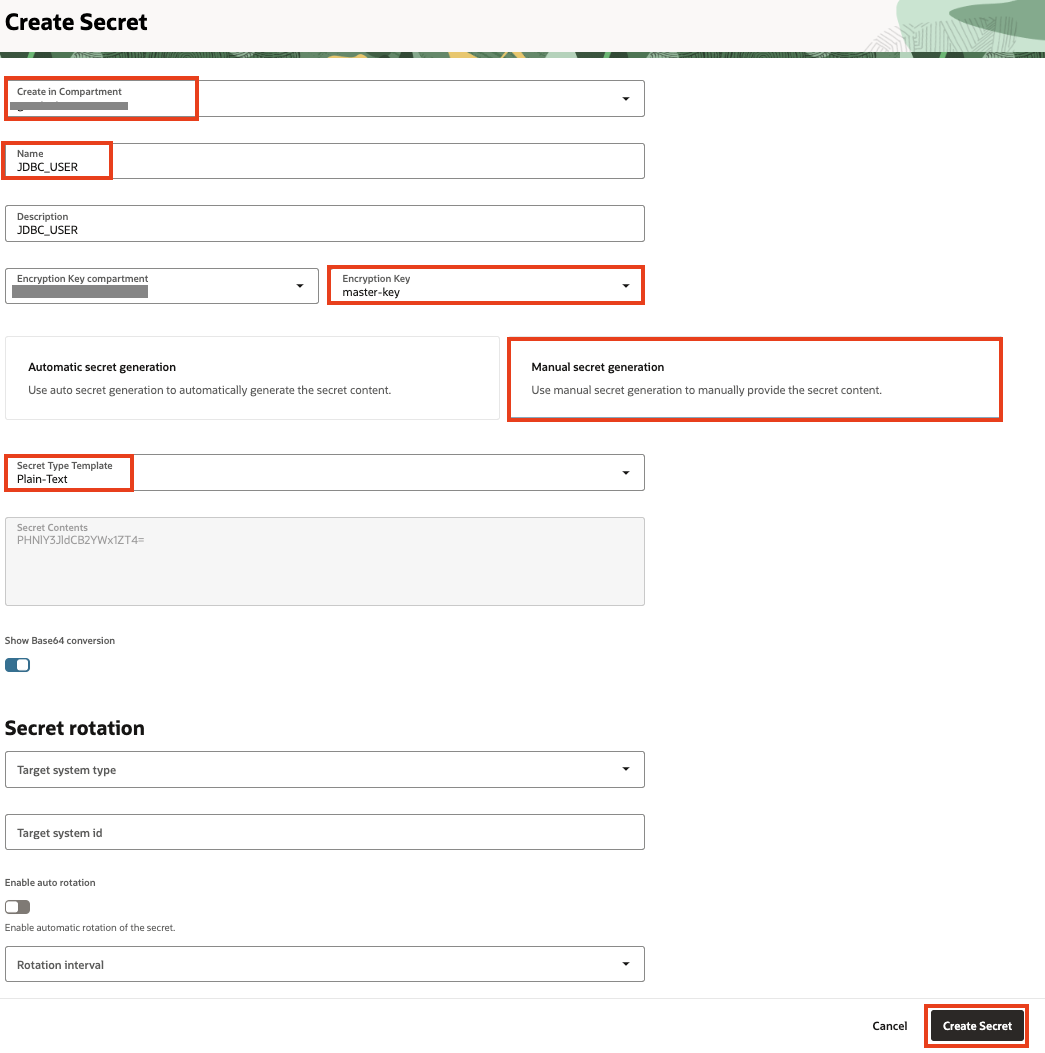 Create Secret
Create in Compartment
Name
JDBC_USER
Description
JDBC_USER
Encryption Key compartment
Encryption Key
master-key
Automatic secret generation
Use auto secret generation to automatically generate the secret content.
Manual secret generation
Use manual secret generation to manually provide the secret content.
Secret Type Template
Plain-Text
Secret Contents
PHNlY3JldCB2YWx1ZT4=
Show Base64 conversion
Secret rotation
Target system type
Target system id
Enable auto rotation
Enable automatic rotation of the secret.
Rotation interval
Cancel
Create Secret